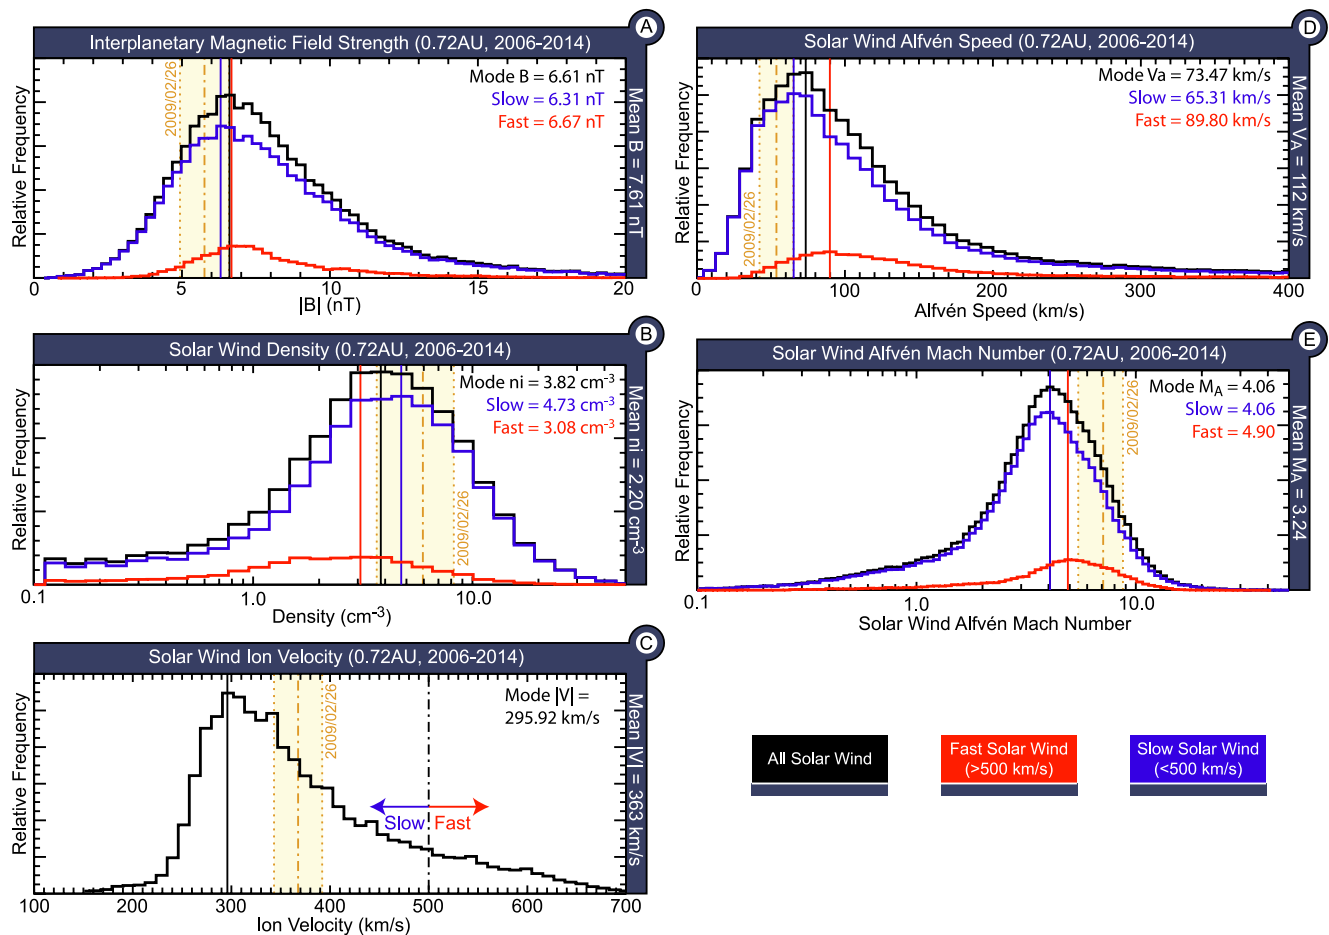 A
Interplanetary Magnetic Field Strength (0.72AU, 2006-2014)
Relative Frequency
2009/02/26
Mode B = 6.61 nT
Slow = 6.31 nT
Fast = 6.67 nT
Mean B = 7.61 nT
0 5 10 15 20
|B| (nT)
B
Solar Wind Density (0.72AU, 2006-2014)
Relative Frequency
Mode ni = 3.82 cm⁻³
Slow = 4.73 cm⁻³
Fast = 3.08 cm⁻³
2009/02/26
Mean ni = 2.20 cm⁻³
0.1 1.0 10.0
Density (cm⁻³)
C
Solar Wind Ion Velocity (0.72AU, 2006-2014)
Relative Frequency
2009/02/26
Mode |V| =
295.92 km/s
Slow Fast
Mean |V| = 363 km/s
100 200 300 400 500 600 700
Ion Velocity (km/s)
D
Solar Wind Alfvén Speed (0.72AU, 2006-2014)
Relative Frequency
2009/02/26
Mode Va = 73.47 km/s
Slow = 65.31 km/s
Fast = 89.80 km/s
Mean VA = 112 km/s
0 100 200 300 400
Alfvén Speed (km/s)
E
Solar Wind Alfvén Mach Number (0.72AU, 2006-2014)
Relative Frequency
Mode MA = 4.06
Slow = 4.06
Fast = 4.90
2009/02/26
Mean MA = 3.24
0.1 1.0 10.0
Solar Wind Alfvén Mach Number
All Solar Wind
Fast Solar Wind
(>500 km/s)
Slow Solar Wind
(<500 km/s)